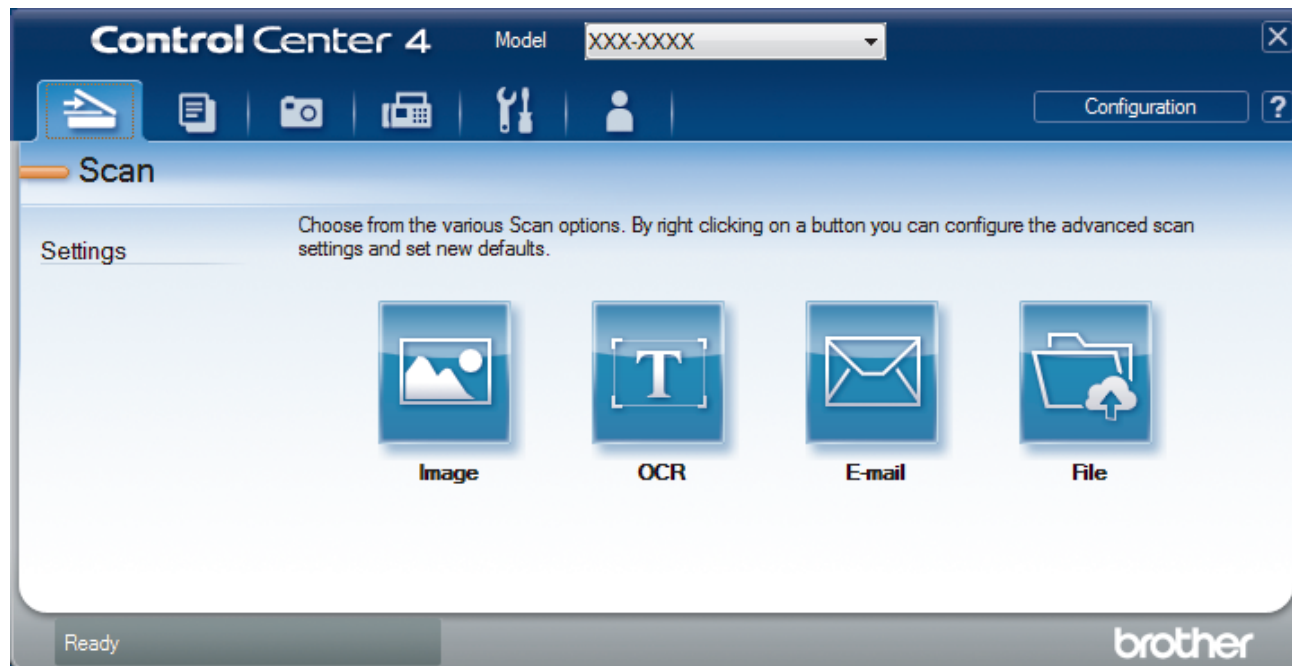 Control Center 4 Model XXX-XXXX
Configuration ?
Scan
Settings
Choose from the various Scan options. By right clicking on a button you can configure the advanced scan
settings and set new defaults.
T
Image OCR E-mail File
Ready
brother